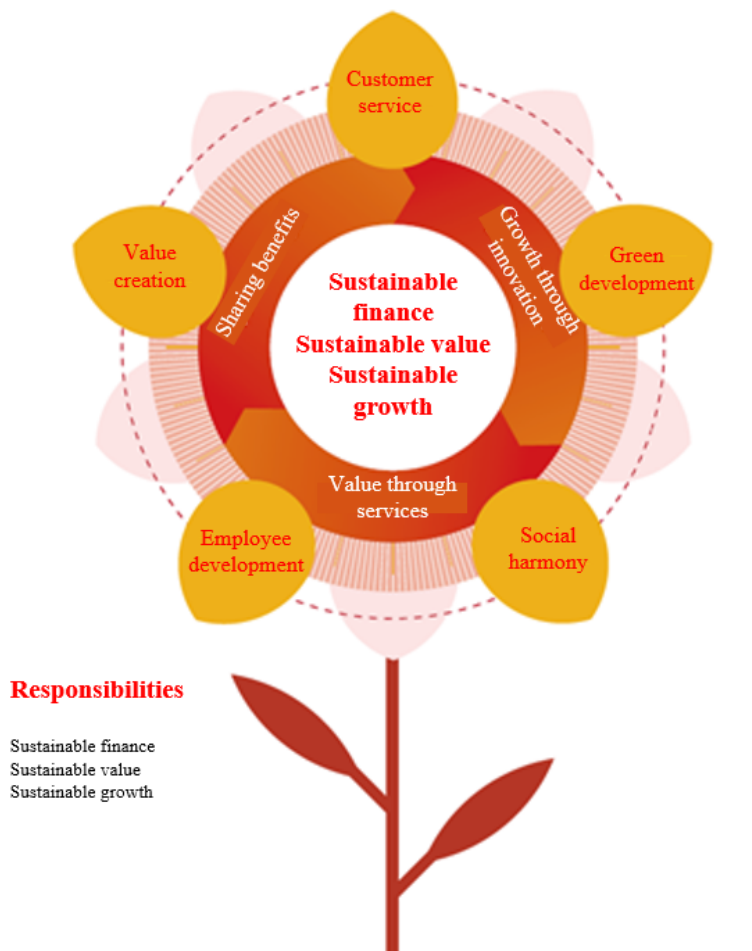 Customer
service
Value
creation
Sharing benefits
Growth through
innovation
Green
development
Sustainable
finance
Sustainable value
Sustainable
growth
Value through
services
Employee
development
Social
harmony
Responsibilities
Sustainable finance
Sustainable value
Sustainable growth